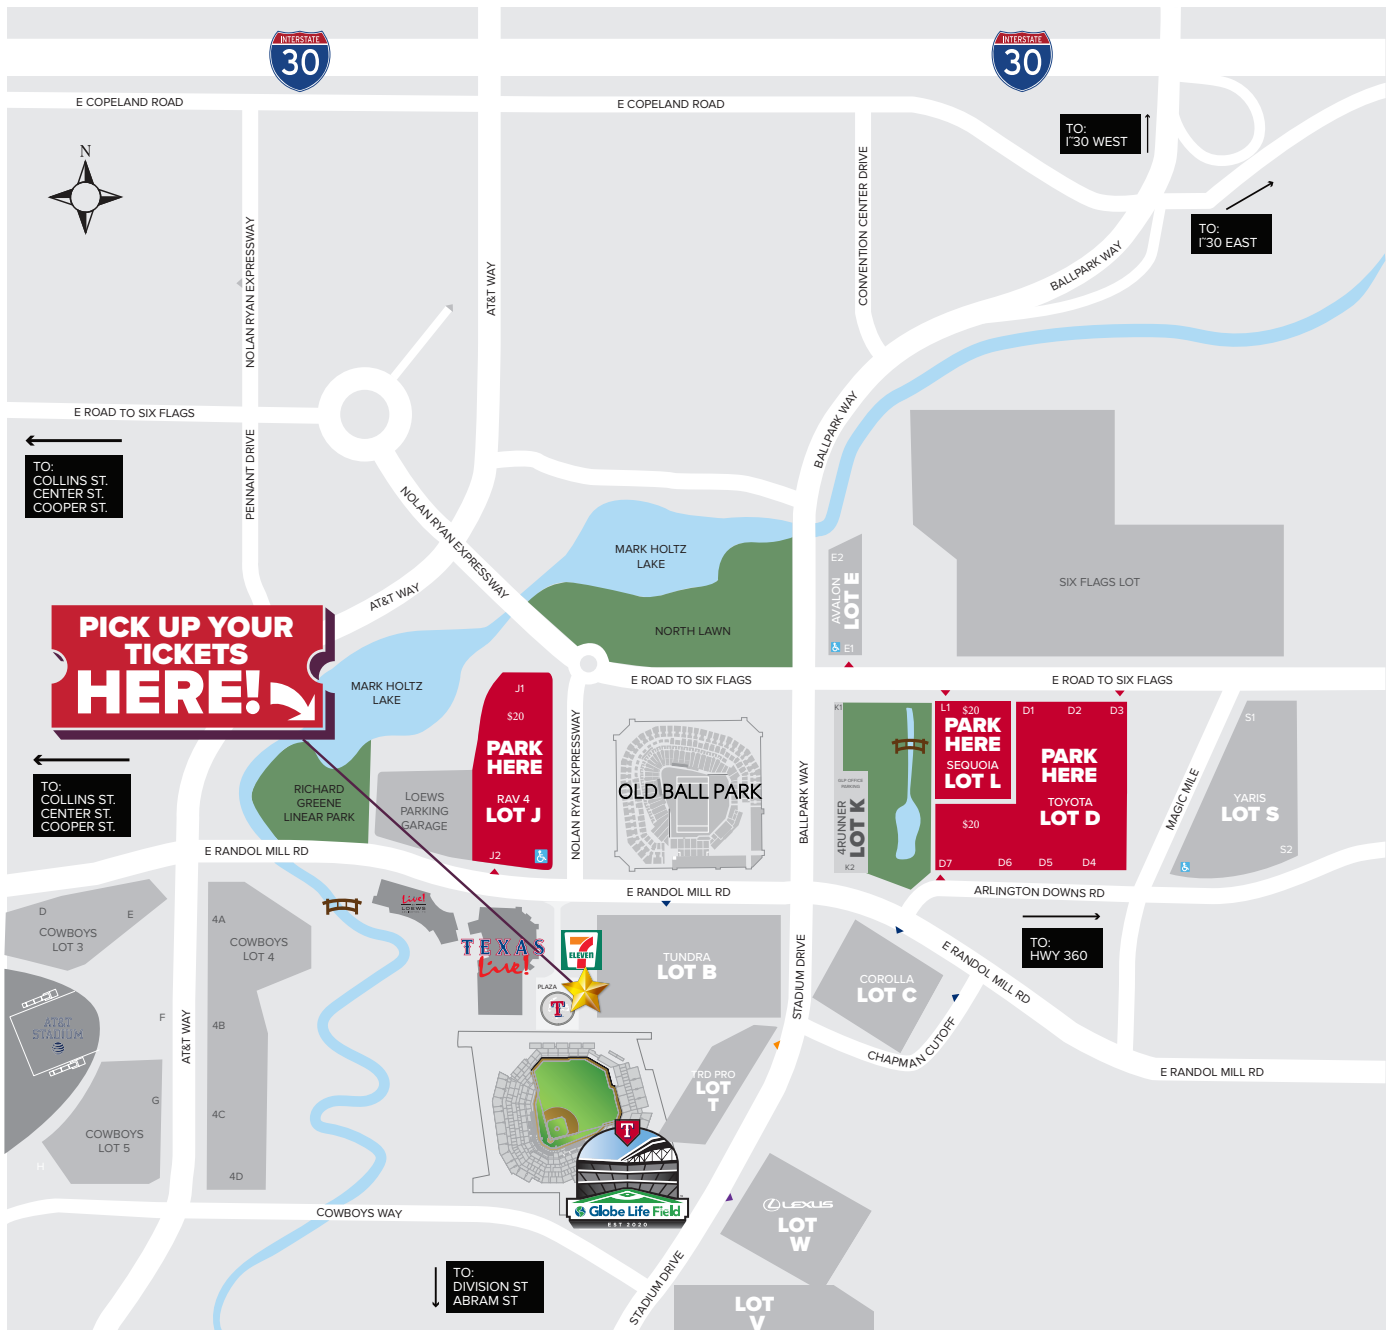 INTERSTATE
30
INTERSTATE
30
E COPELAND ROAD
E COPELAND ROAD
TO:
I~30 WEST
N
CONVENTION CENTER DRIVE
TO:
I~30 EAST
NOLAN RYAN EXPRESSWAY
AT&T WAY
BALLPARK WAY
E ROAD TO SIX FLAGS
BALLPARK WAY
PENNANT DRIVE
TO:
COLLINS ST.
CENTER ST.
COOPER ST.
NOLAN RYAN EXPRESSWAY
MARK HOLTZ
LAKE
E2
AVALON
LOT E
E1
SIX FLAGS LOT
AT&T WAY
NORTH LAWN
PICK UP YOUR
TICKETS
HERE!
MARK HOLTZ
LAKE
E ROAD TO SIX FLAGS
E ROAD TO SIX FLAGS
J1
$20
PARK
HERE
RAV 4
LOT J
J2
NOLAN RYAN EXPRESSWAY
OLD BALL PARK
BALLPARK WAY
K1
4RUNNER
LOT K
K2
L1
$20
PARK
HERE
SEQUOIA
LOT L
D1
D2
D3
PARK
HERE
TOYOTA
LOT D
$20
D7
D6
D5
D4
MAGIC MILE
S1
YARIS
LOT S
S2
TO:
COLLINS ST.
CENTER ST.
COOPER ST.
RICHARD
GREENE
LINEAR PARK
LOEWS
PARKING
GARAGE
E RANDOL MILL RD
E RANDOL MILL RD
ARLINGTON DOWNS RD
TO:
HWY 360
D
E
COWBOYS
LOT 3
4A
COWBOYS
LOT 4
Live!
LOEWS
TEXAS
Live!
7
ELEVEN
PLAZA
T
TUNDRA
LOT B
STADIUM DRIVE
COROLLA
LOT C
E RANDOL MILL RD
CHAPMAN CUTOFF
E RANDOL MILL RD
AT&T
STADIUM
F
AT&T WAY
4B
G
4C
COWBOYS
LOT 5
H
4D
TRD PRO
LOT
T
T
Globe Life Field
EST. 2020
LEXUS
LOT
W
COWBOYS WAY
TO:
DIVISION ST
ABRAM ST
STADIUM DRIVE
LOT
V